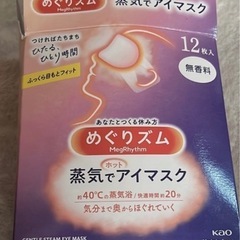 めぐりズム
蒸気でアイマスク
つければたちまち
ひたる、
ひとり時間
12枚入
ふっくら目もとフィット
無香料
あなたとつくる休み方
めぐりズム
MegRhythm
ホット
蒸気でアイマスク
約40℃の蒸気浴/快適時間約20分
気分まで奥からほぐれていく
GENTLE STEAM EYE MASK
Kao